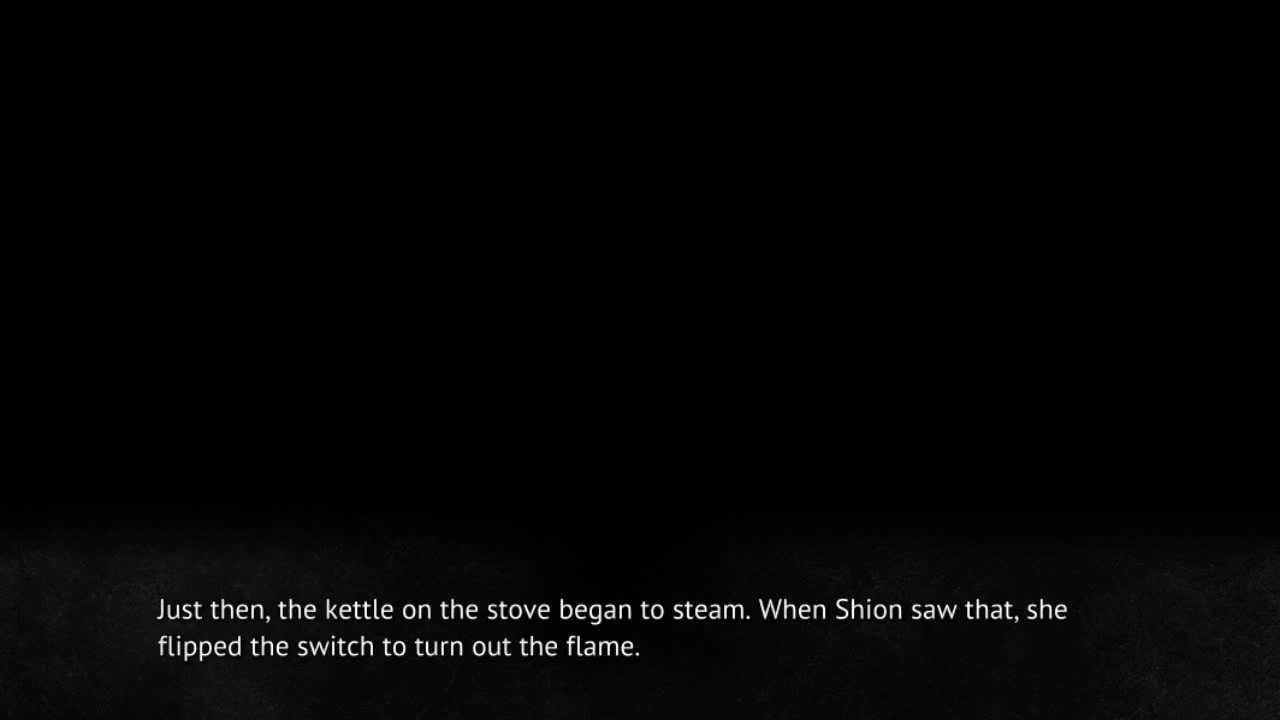 Just then, the kettle on the stove began to steam. When Shion saw that, she
flipped the switch to turn out the flame.